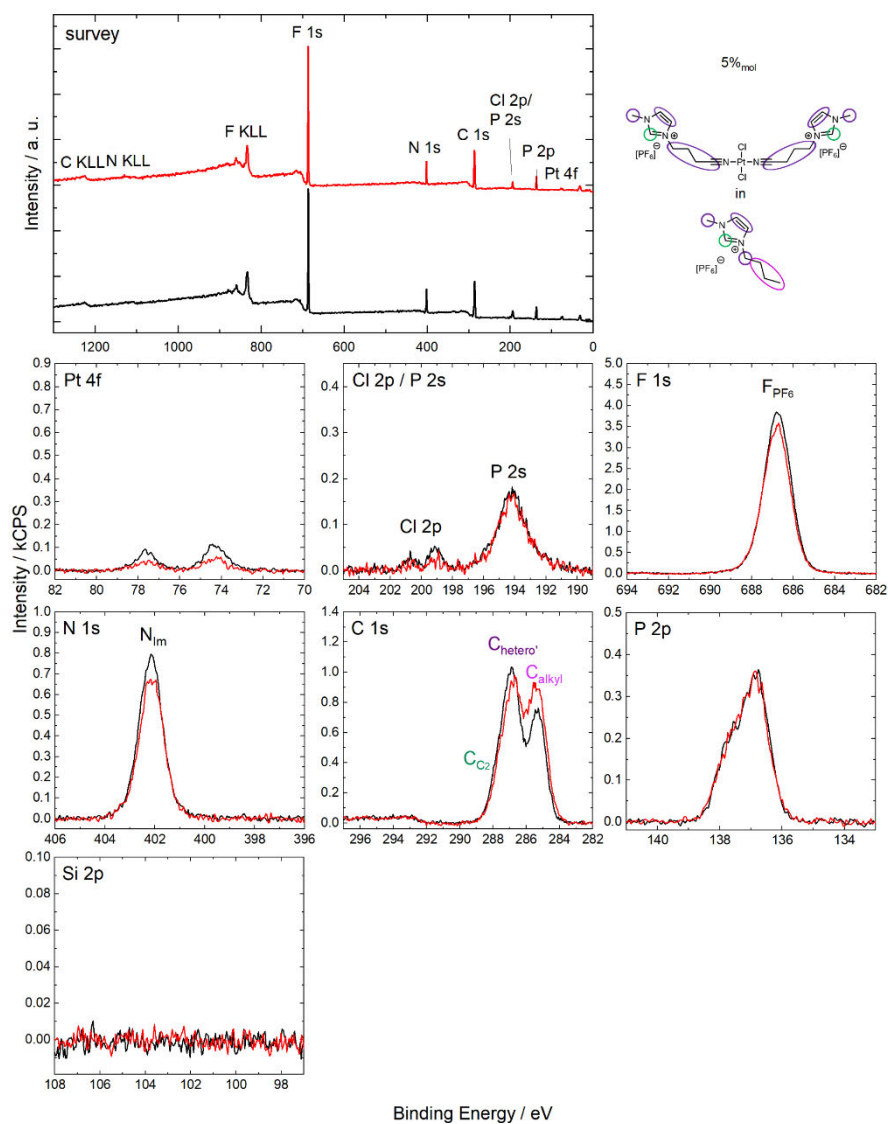 survey
F 1s
C KLL N KLL
F KLL
N 1s
Cl 2p/
P 2s
C 1s
P 2p
Pt 4f
Intensity / a. u.
1200 1000 800 600 400 200 0
5%mol
N N ⊕
[PF6]⊖
N Pt N
Cl
Cl
N N ⊕
[PF6]⊖
in
N N ⊕
[PF6]⊖
Pt 4f
0.9
0.8
0.7
0.6
0.5
0.4
0.3
0.2
0.1
0.0
82 80 78 76 74 72 70
Cl 2p / P 2s
Cl 2p
P 2s
0.4
0.3
0.2
0.1
0.0
204 202 200 198 196 194 192 190
F 1s
FPF6
5.0
4.5
4.0
3.5
3.0
2.5
2.0
1.5
1.0
0.5
0.0
694 692 690 688 686 684 682
Intensity / kCPS
N 1s
NIm
1.0
0.9
0.8
0.7
0.6
0.5
0.4
0.3
0.2
0.1
0.0
406 404 402 400 398 396
C 1s
Chetero'
Calkyl
CC2
1.4
1.2
1.0
0.8
0.6
0.4
0.2
0.0
296 294 292 290 288 286 284 282
P 2p
0.5
0.4
0.3
0.2
0.1
0.0
140 138 136 134
Si 2p
0.10
0.08
0.06
0.04
0.02
0.00
108 106 104 102 100 98
Binding Energy / eV